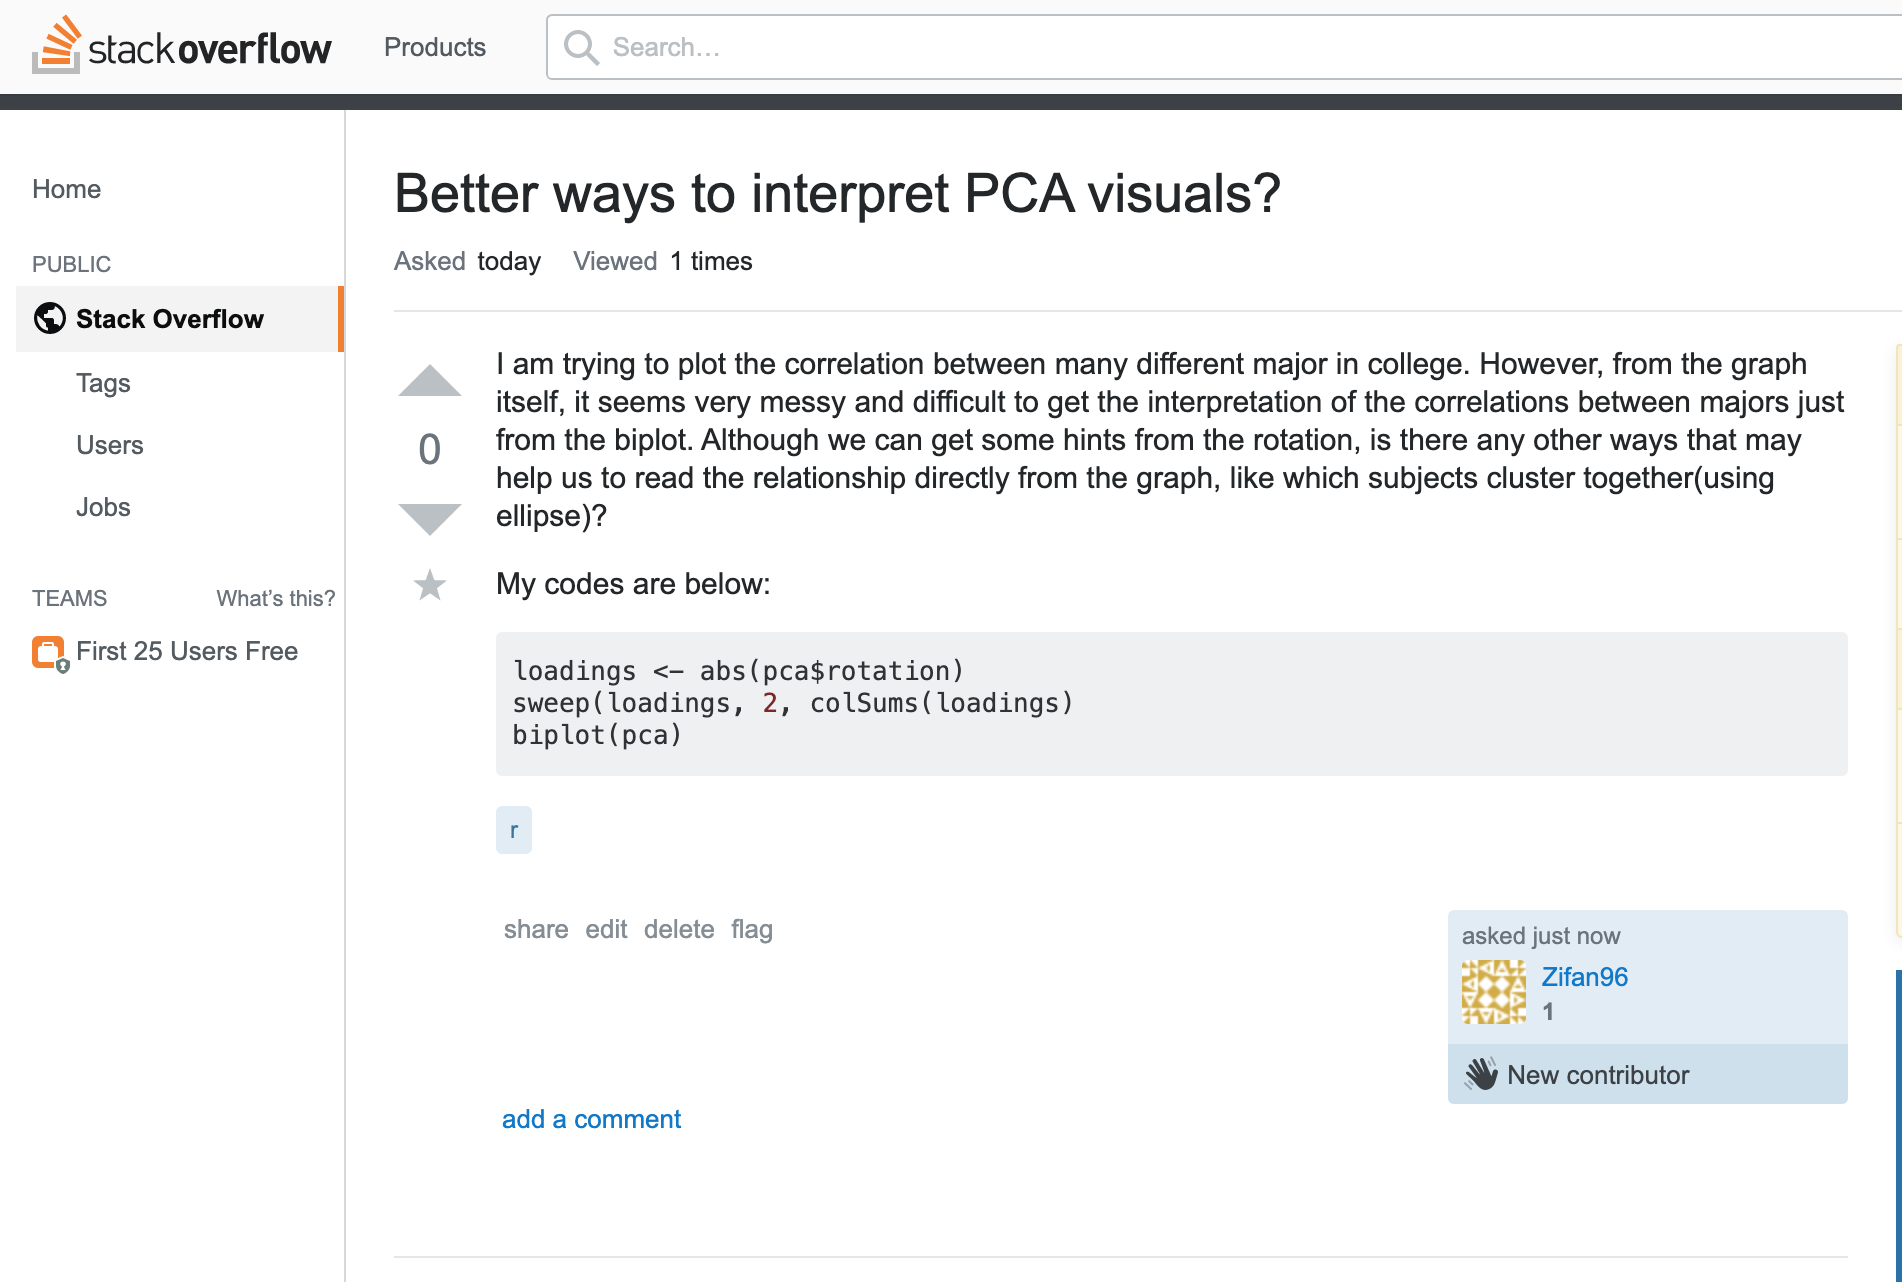 stackoverflow
Products
Search...
Home
PUBLIC
Stack Overflow
Tags
Users
Jobs
TEAMS
What's this?
First 25 Users Free
Better ways to interpret PCA visuals?
Asked today Viewed 1 times
I am trying to plot the correlation between many different major in college. However, from the graph
itself, it seems very messy and difficult to get the interpretation of the correlations between majors just
from the biplot. Although we can get some hints from the rotation, is there any other ways that may
help us to read the relationship directly from the graph, like which subjects cluster together(using
ellipse)?
0
My codes are below:
loadings <- abs(pca$rotation)
sweep(loadings, 2, colSums(loadings)
biplot(pca)
r
share edit delete flag
asked just now
Zifan96
1
New contributor
add a comment